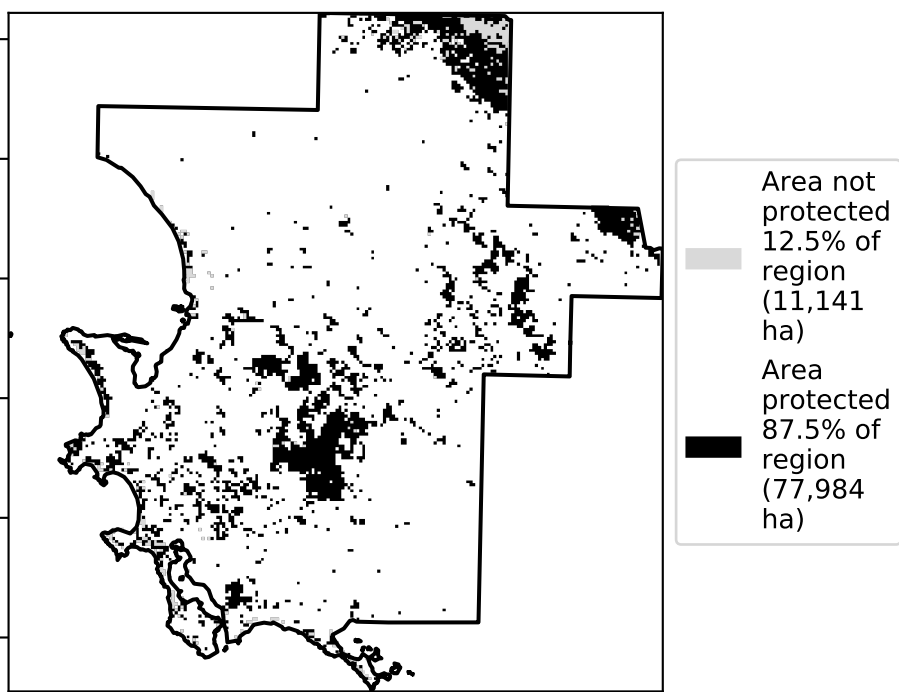 Area not
protected
12.5% of
region
(11,141
ha)
Area
protected
87.5% of
region
(77,984
ha)